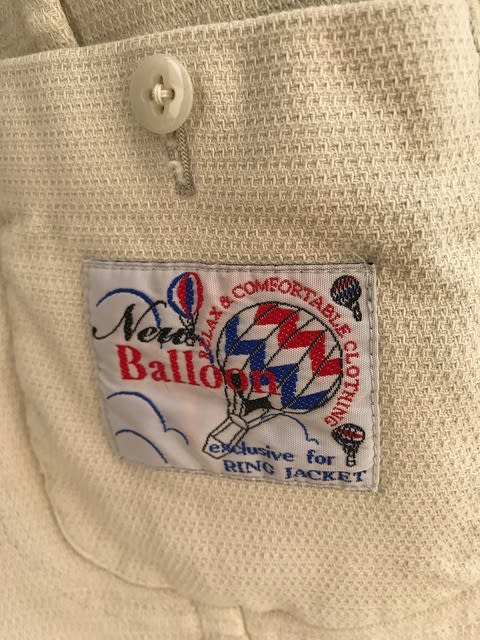 New
Balloon
RELAX & COMFORTABLE CLOTHING
exclusive for
RING JACKET